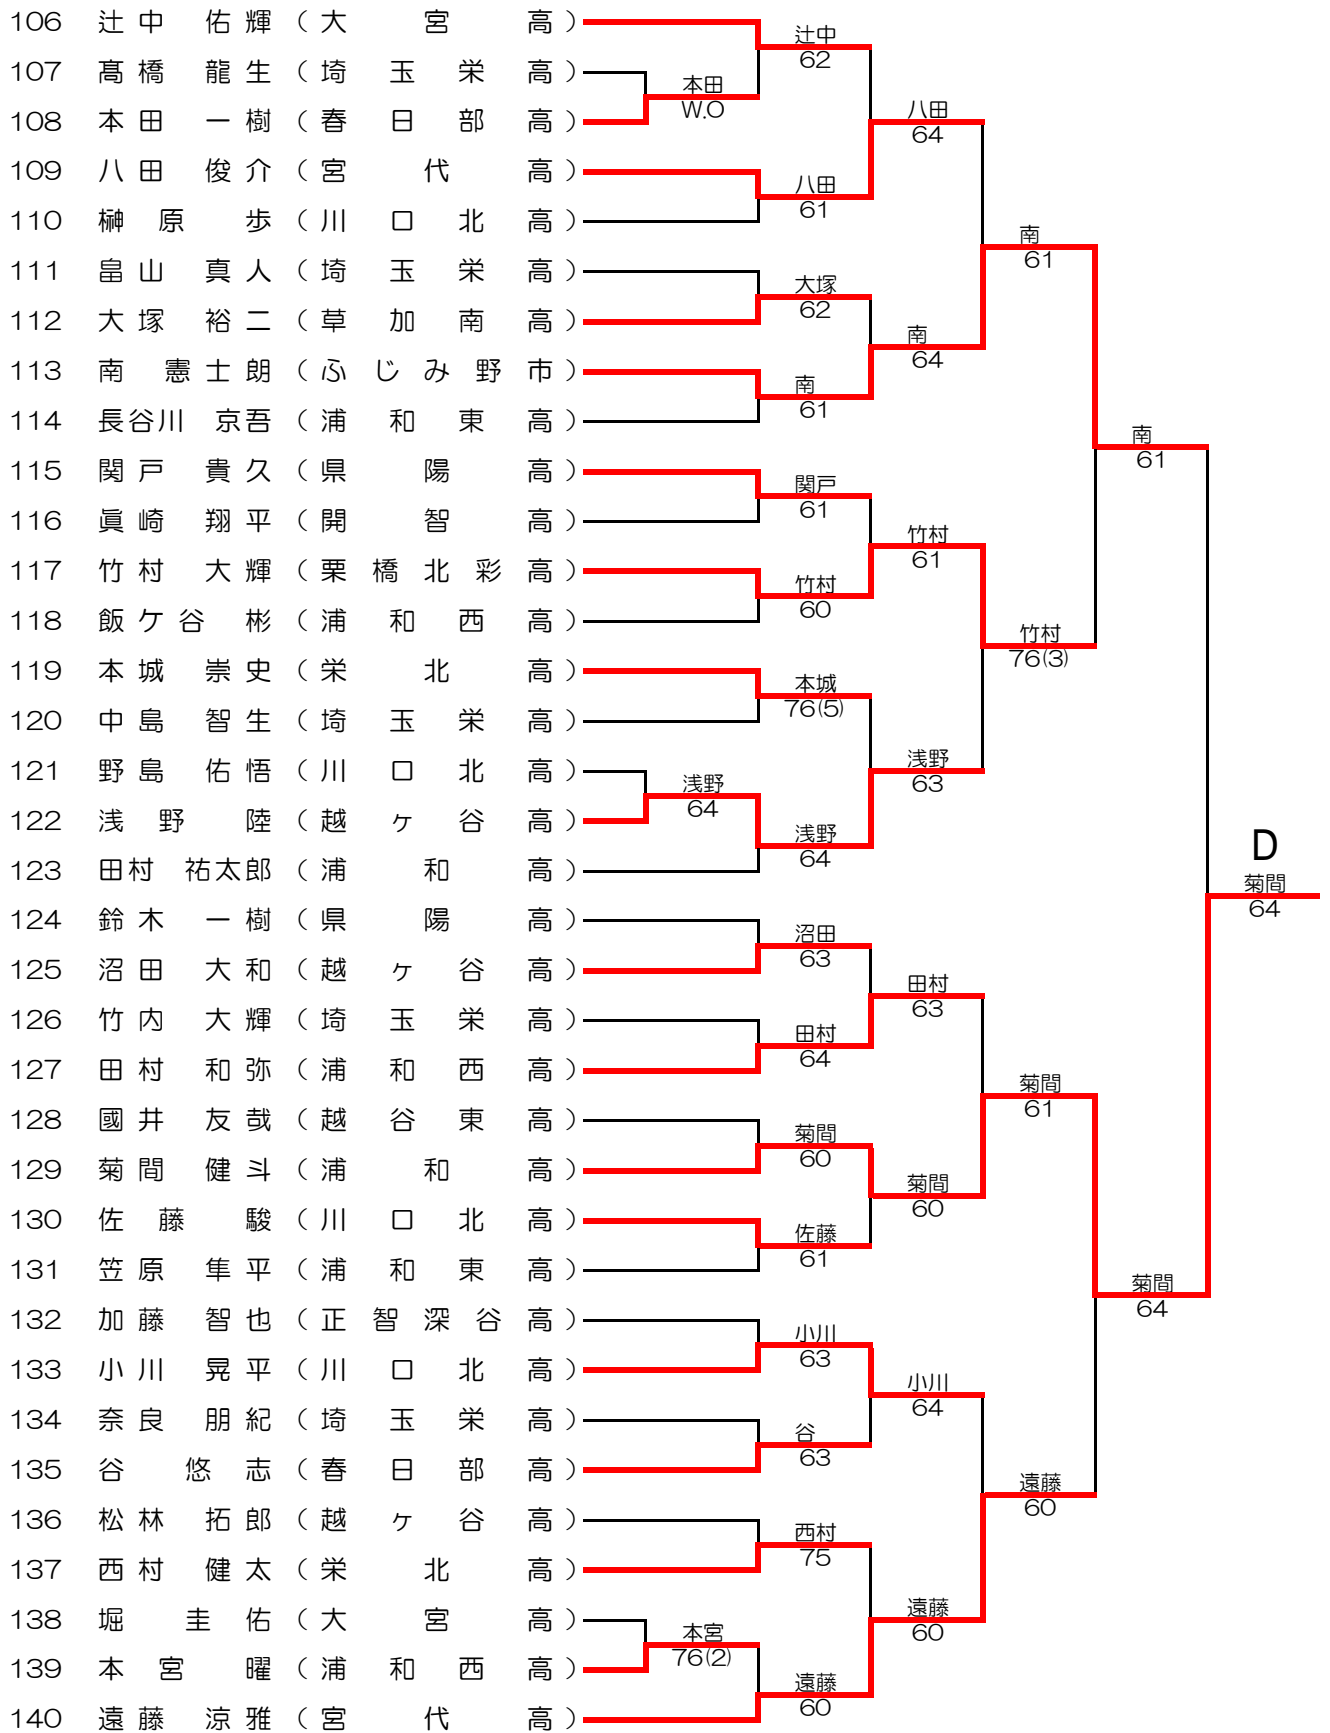 106 辻中 佑輝（大宮高）
107 髙橋 龍生（埼玉栄高）
108 本田 一樹（春日部高）
109 八田 俊介（宮代高）
110 榊原 歩（川口北高）
111 畠山 真人（埼玉栄高）
112 大塚 裕二（草加南高）
113 南 憲士朗（ふじみ野市）
114 長谷川 京吾（浦和東高）
115 関戸 貴久（県陽高）
116 眞崎 翔平（開智高）
117 竹村 大輝（栗橋北彩高）
118 飯ケ谷 彬（浦和西高）
119 本城 崇史（栄北高）
120 中島 智生（埼玉栄高）
121 野島 佑悟（川口北高）
122 浅野 陸（越ヶ谷高）
123 田村 祐太郎（浦和高）
124 鈴木 一樹（県陽高）
125 沼田 大和（越ヶ谷高）
126 竹内 大輝（埼玉栄高）
127 田村 和弥（浦和西高）
128 國井 友哉（越谷東高）
129 菊間 健斗（浦和高）
130 佐藤 駿（川口北高）
131 笠原 隼平（浦和東高）
132 加藤 智也（正智深谷高）
133 小川 晃平（川口北高）
134 奈良 朋紀（埼玉栄高）
135 谷 悠志（春日部高）
136 松林 拓郎（越ヶ谷高）
137 西村 健太（栄北高）
138 堀 圭佑（大宮高）
139 本宮 曜（浦和西高）
140 遠藤 涼雅（宮代高）
本田
W.O
浅野
64
本宮
76(2)
辻中
62
八田
61
大塚
62
南
61
関戸
61
竹村
60
本城
76(5)
浅野
64
沼田
63
田村
64
菊間
60
佐藤
61
小川
63
谷
63
西村
75
遠藤
60
八田
64
南
64
竹村
61
浅野
63
田村
63
菊間
60
小川
64
遠藤
60
南
61
竹村
76(3)
菊間
61
遠藤
60
南
61
菊間
64
D
菊間
64